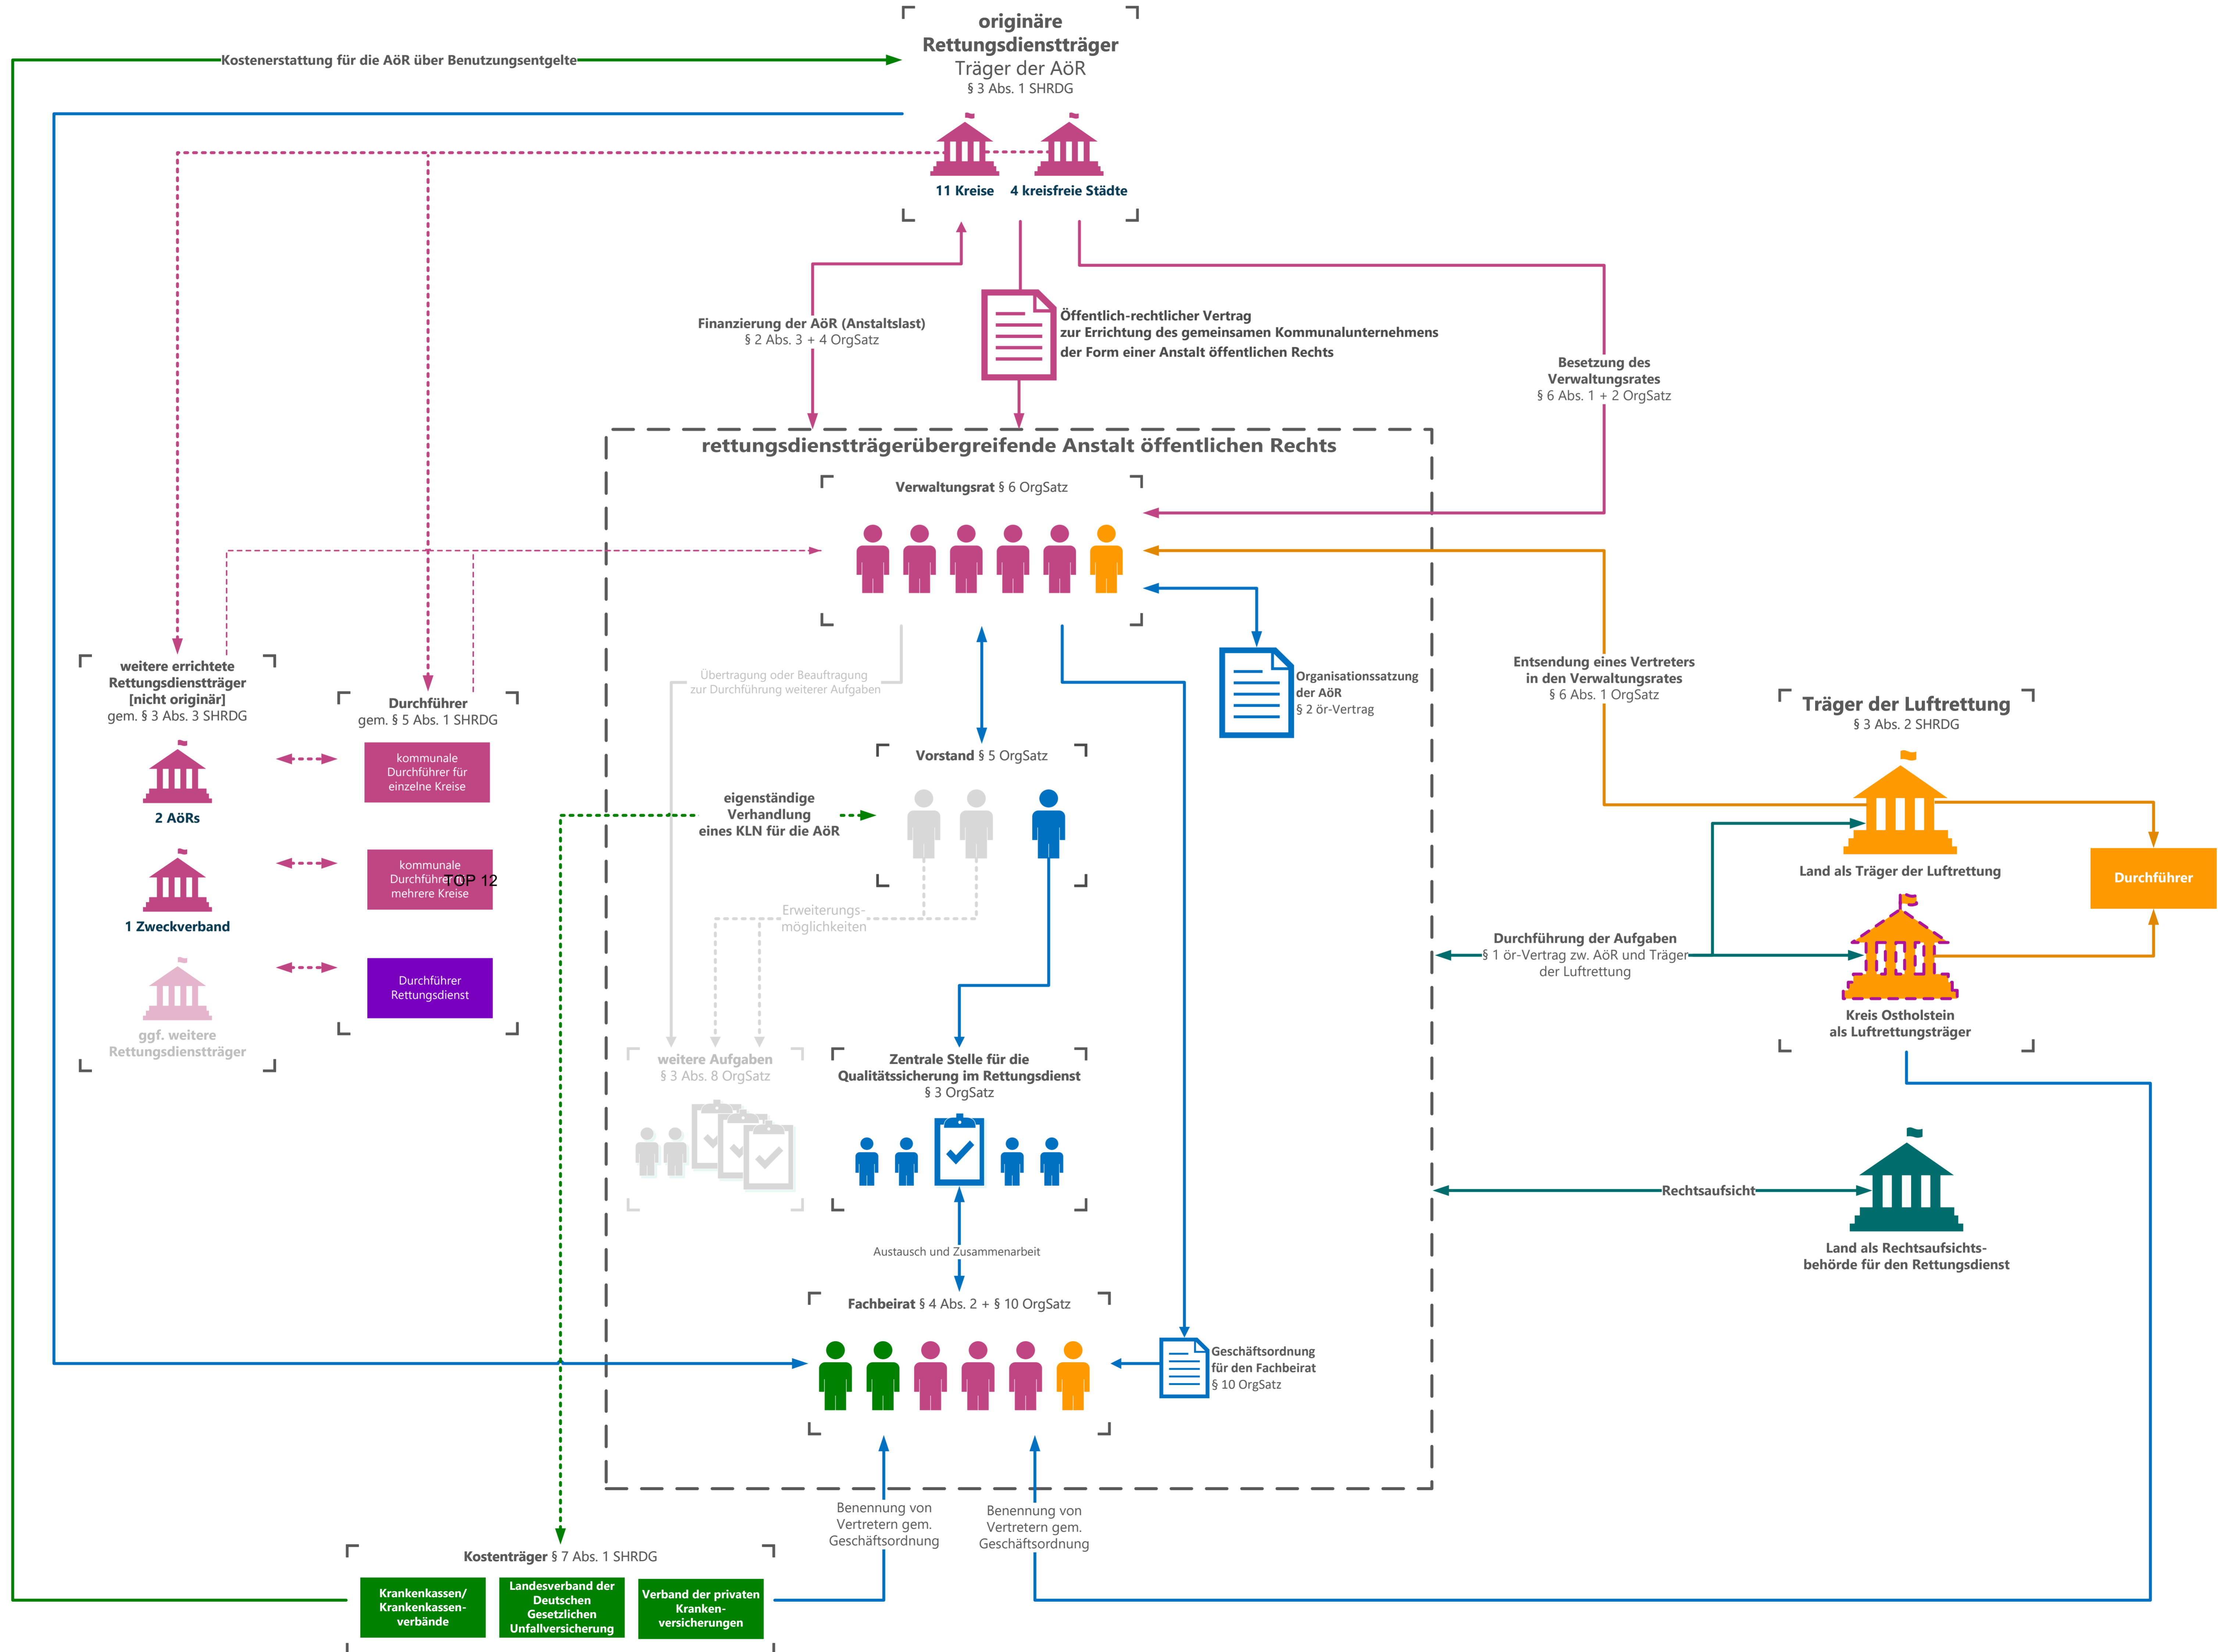 originäre
Rettungsdienstträger
Träger der AöR
§ 3 Abs. 1 SHRDG
Kostenerstattung für die AöR über Benutzungsentgelte
11 Kreise
4 kreisfreie Städte
Finanzierung der AöR (Anstaltslast)
§ 2 Abs. 3 + 4 OrgSatz
Öffentlich-rechtlicher Vertrag
zur Errichtung des gemeinsamen Kommunalunternehmens
der Form einer Anstalt öffentlichen Rechts
Besetzung des
Verwaltungsrates
§ 6 Abs. 1 + 2 OrgSatz
rettungsdienstträgerübergreifende Anstalt öffentlichen Rechts
Verwaltungsrat § 6 OrgSatz
weitere errichtete
Rettungsdienstträger
[nicht originär]
gem. § 3 Abs. 3 SHRDG
2 AöRs
1 Zweckverband
ggf. weitere
Rettungsdienstträger
Durchführer
gem. § 5 Abs. 1 SHRDG
kommunale
Durchführer für
einzelne Kreise
kommunale
Durchführer
mehrere Kreise
TOP 12
Durchführer
Rettungsdienst
Übertragung oder Beauftragung
zur Durchführung weiterer Aufgaben
Organisationssatzung
der AöR
§ 2 ör-Vertrag
Entsendung eines Vertreters
in den Verwaltungsrates
§ 6 Abs. 1 OrgSatz
Träger der Luftrettung
§ 3 Abs. 2 SHRDG
Land als Träger der Luftrettung
Durchführer
Kreis Ostholstein
als Luftrettungsträger
Vorstand § 5 OrgSatz
eigenständige
Verhandlung
eines KLN für die AöR
Erweiterungs-
möglichkeiten
Durchführung der Aufgaben
§ 1 ör-Vertrag zw. AöR und Träger
der Luftrettung
weitere Aufgaben
§ 3 Abs. 8 OrgSatz
Zentrale Stelle für die
Qualitätssicherung im Rettungsdienst
§ 3 OrgSatz
Rechtsaufsicht
Land als Rechtsaufsichts-
behörde für den Rettungsdienst
Austausch und Zusammenarbeit
Fachbeirat § 4 Abs. 2 + § 10 OrgSatz
Geschäftsordnung
für den Fachbeirat
§ 10 OrgSatz
Benennung von
Vertretern gem.
Geschäftsordnung
Benennung von
Vertretern gem.
Geschäftsordnung
Kostenträger § 7 Abs. 1 SHRDG
Krankenkassen/
Krankenkassen-
verbände
Landesverband der
Deutschen
Gesetzlichen
Unfallversicherung
Verband der privaten
Kranken-
versicherungen